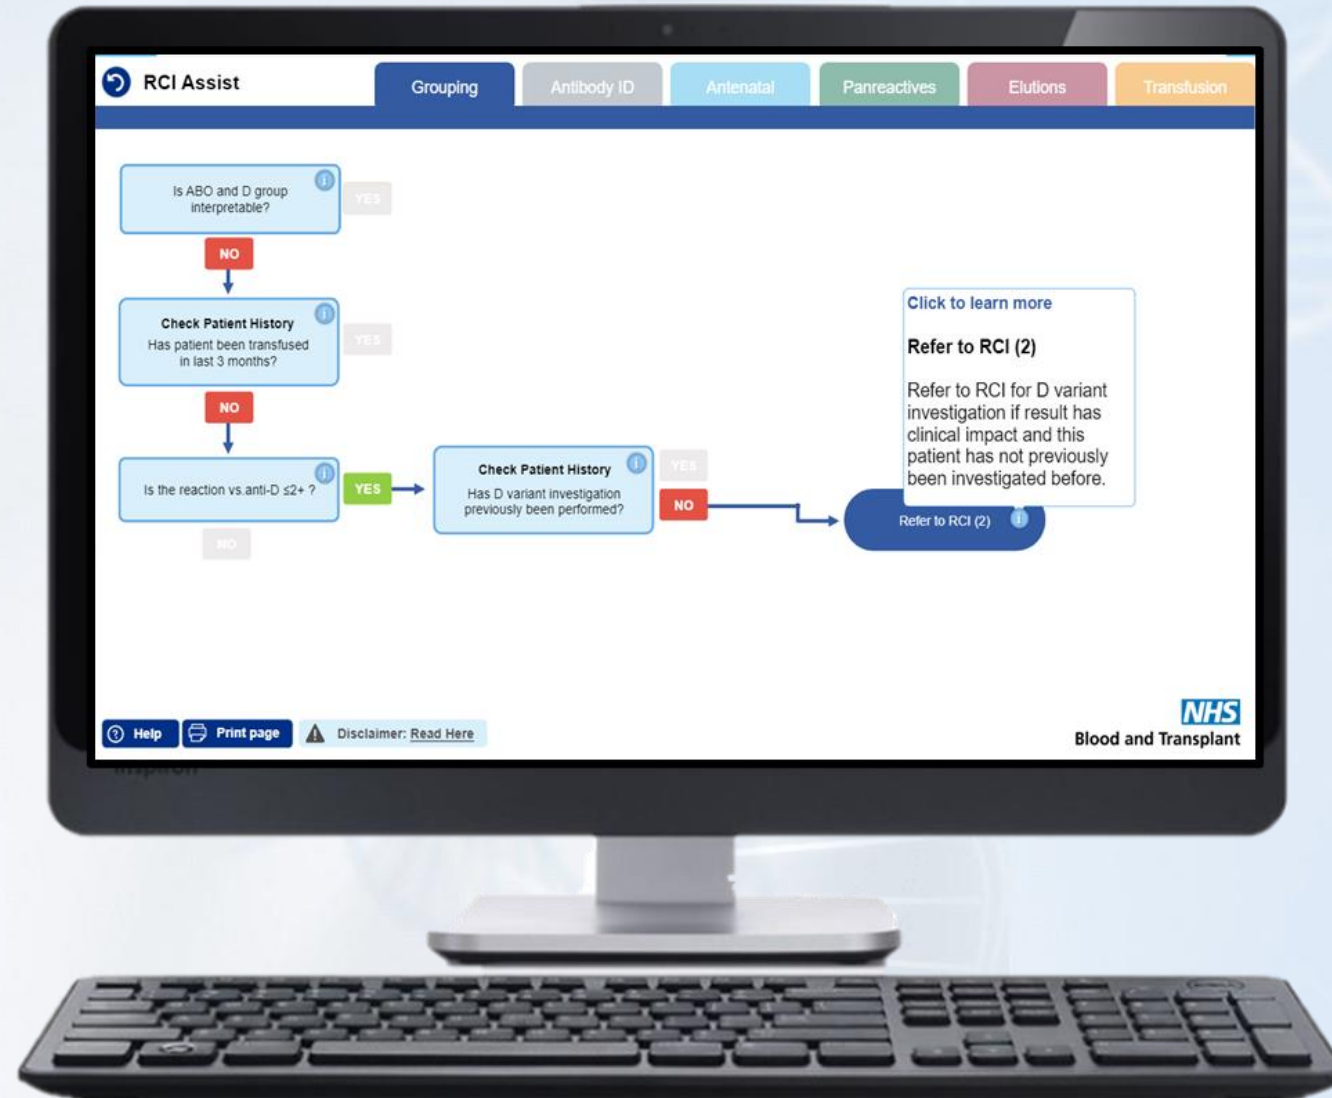 RCI Assist
Grouping
Antibody ID
Antenatal
Panreactives
Elutions
Transfusion
Is ABO and D group
interpretable?
YES
NO
Check Patient History
Has patient been transfused
in last 3 months?
YES
NO
Is the reaction vs.anti-D ≤2+ ?
YES
NO
Check Patient History
Has D variant investigation
previously been performed?
YES
NO
Click to learn more
Refer to RCI (2)
Refer to RCI for D variant
investigation if result has
clinical impact and this
patient has not previously
been investigated before.
Refer to RCI (2)
Help
Print page
Disclaimer: Read Here
NHS
Blood and Transplant